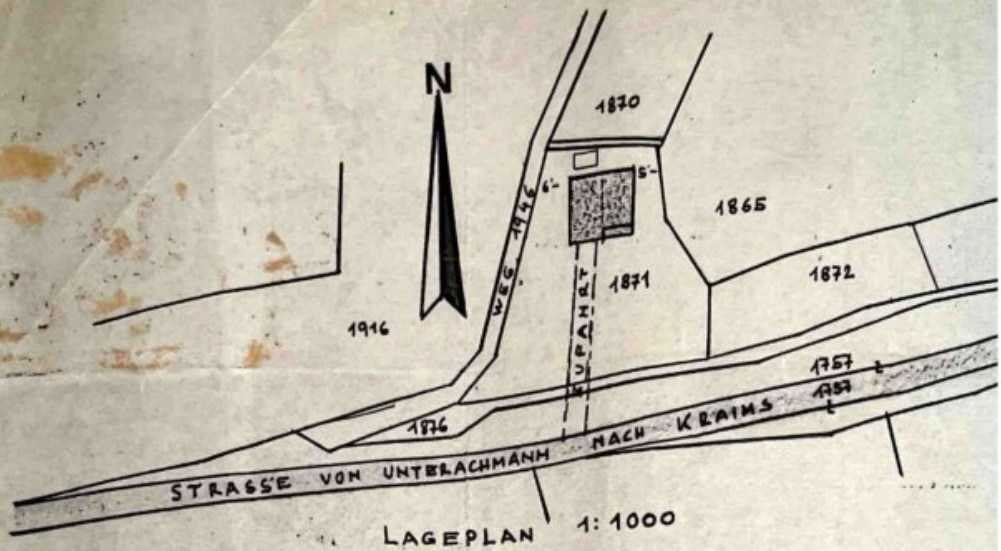 N
1870
6-
5-
1865
WEG 1946
1871
1872
ZUFAHRT
1916
1757
1757
1876
STRASSE VON UNTERACHMANN NACH KRAIMS
LAGEPLAN 1:1000